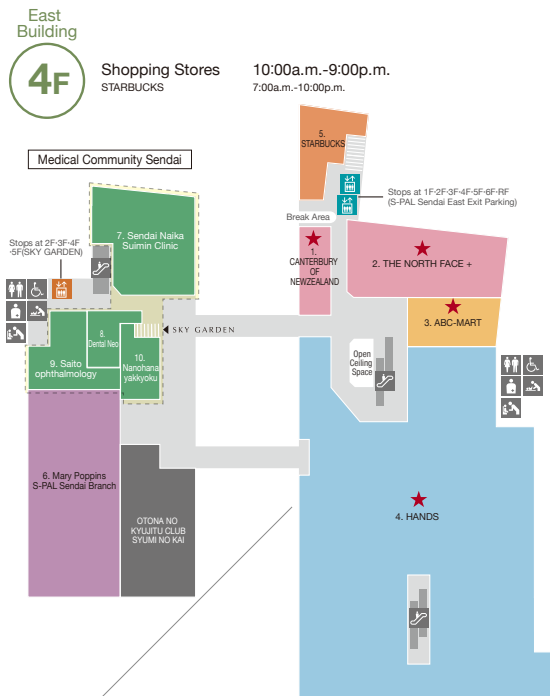 East
Building
4F
Shopping Stores 10:00a.m.-9:00p.m.
STARBUCKS 7:00a.m.-10:00p.m.
Medical Community Sendai
5.
STARBUCKS
Stops at 1F·2F·3F·4F·5F·6F·RF
(S-PAL Sendai East Exit Parking)
Break Area
7. Sendai Naika
Suimin Clinic
Stops at 2F·3F·4F
·5F(SKY GARDEN)
1.
CANTERBURY
OF
NEWZEALAND
2. THE NORTH FACE +
3. ABC-MART
SKY GARDEN
8.
Dental Neo
9. Saito
ophthalmology
10.
Nanohana
yakkyoku
Open
Ceiling
Space
6. Mary Poppins
S-PAL Sendai Branch
OTONA NO
KYUJITU CLUB
SYUMI NO KAI
4. HANDS